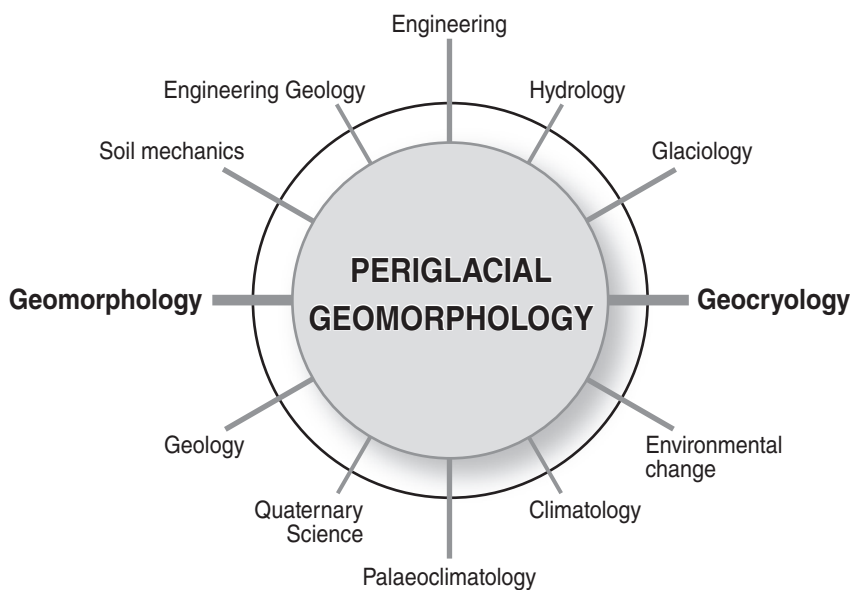 Engineering
Engineering Geology
Hydrology
Soil mechanics
Glaciology
PERIGLACIAL
GEOMORPHOLOGY
Geomorphology
Geocryology
Geology
Environmental
change
Quaternary
Science
Climatology
Palaeoclimatology